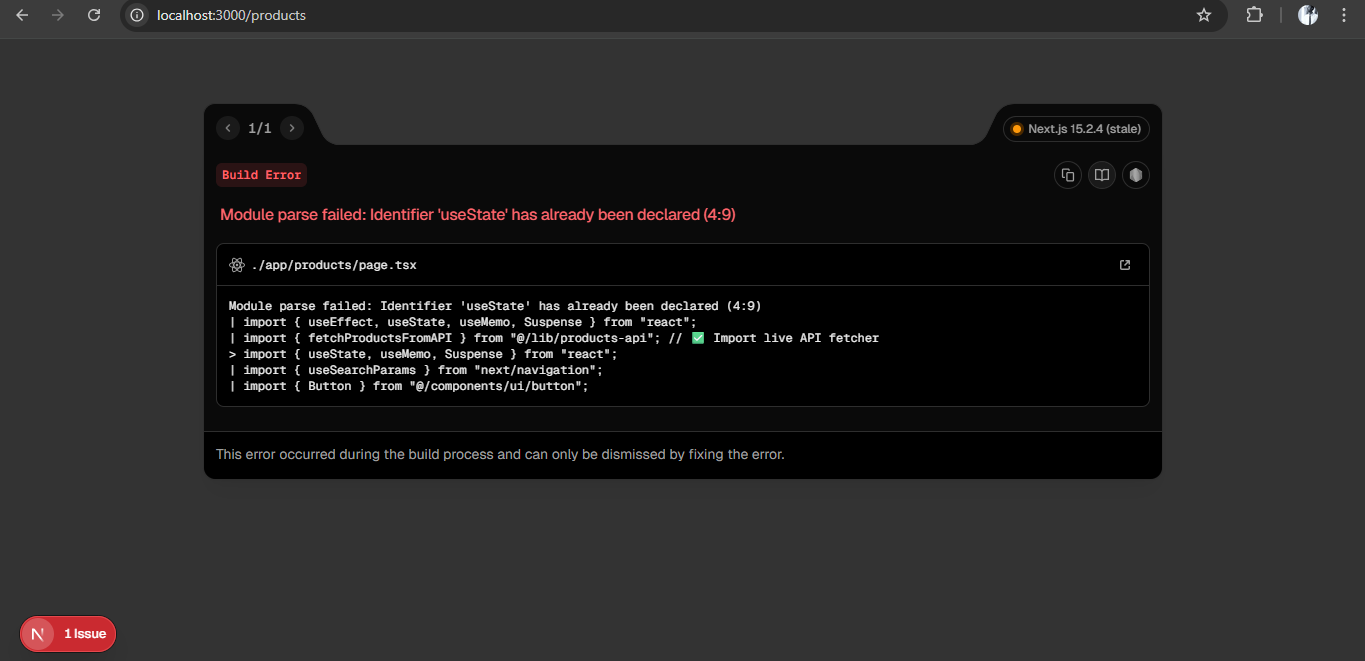 localhost:3000/products
1/1
Next.js 15.2.4 (stale)
Build Error
Module parse failed: Identifier 'useState' has already been declared (4:9)
./app/products/page.tsx
Module parse failed: Identifier 'useState' has already been declared (4:9)
| import { useEffect, useState, useMemo, Suspense } from "react";
| import { fetchProductsFromAPI } from "@/lib/products-api"; // ✅ Import live API fetcher
> import { useState, useMemo, Suspense } from "react";
| import { useSearchParams } from "next/navigation";
| import { Button } from "@/components/ui/button";
This error occurred during the build process and can only be dismissed by fixing the error.
N 1 Issue